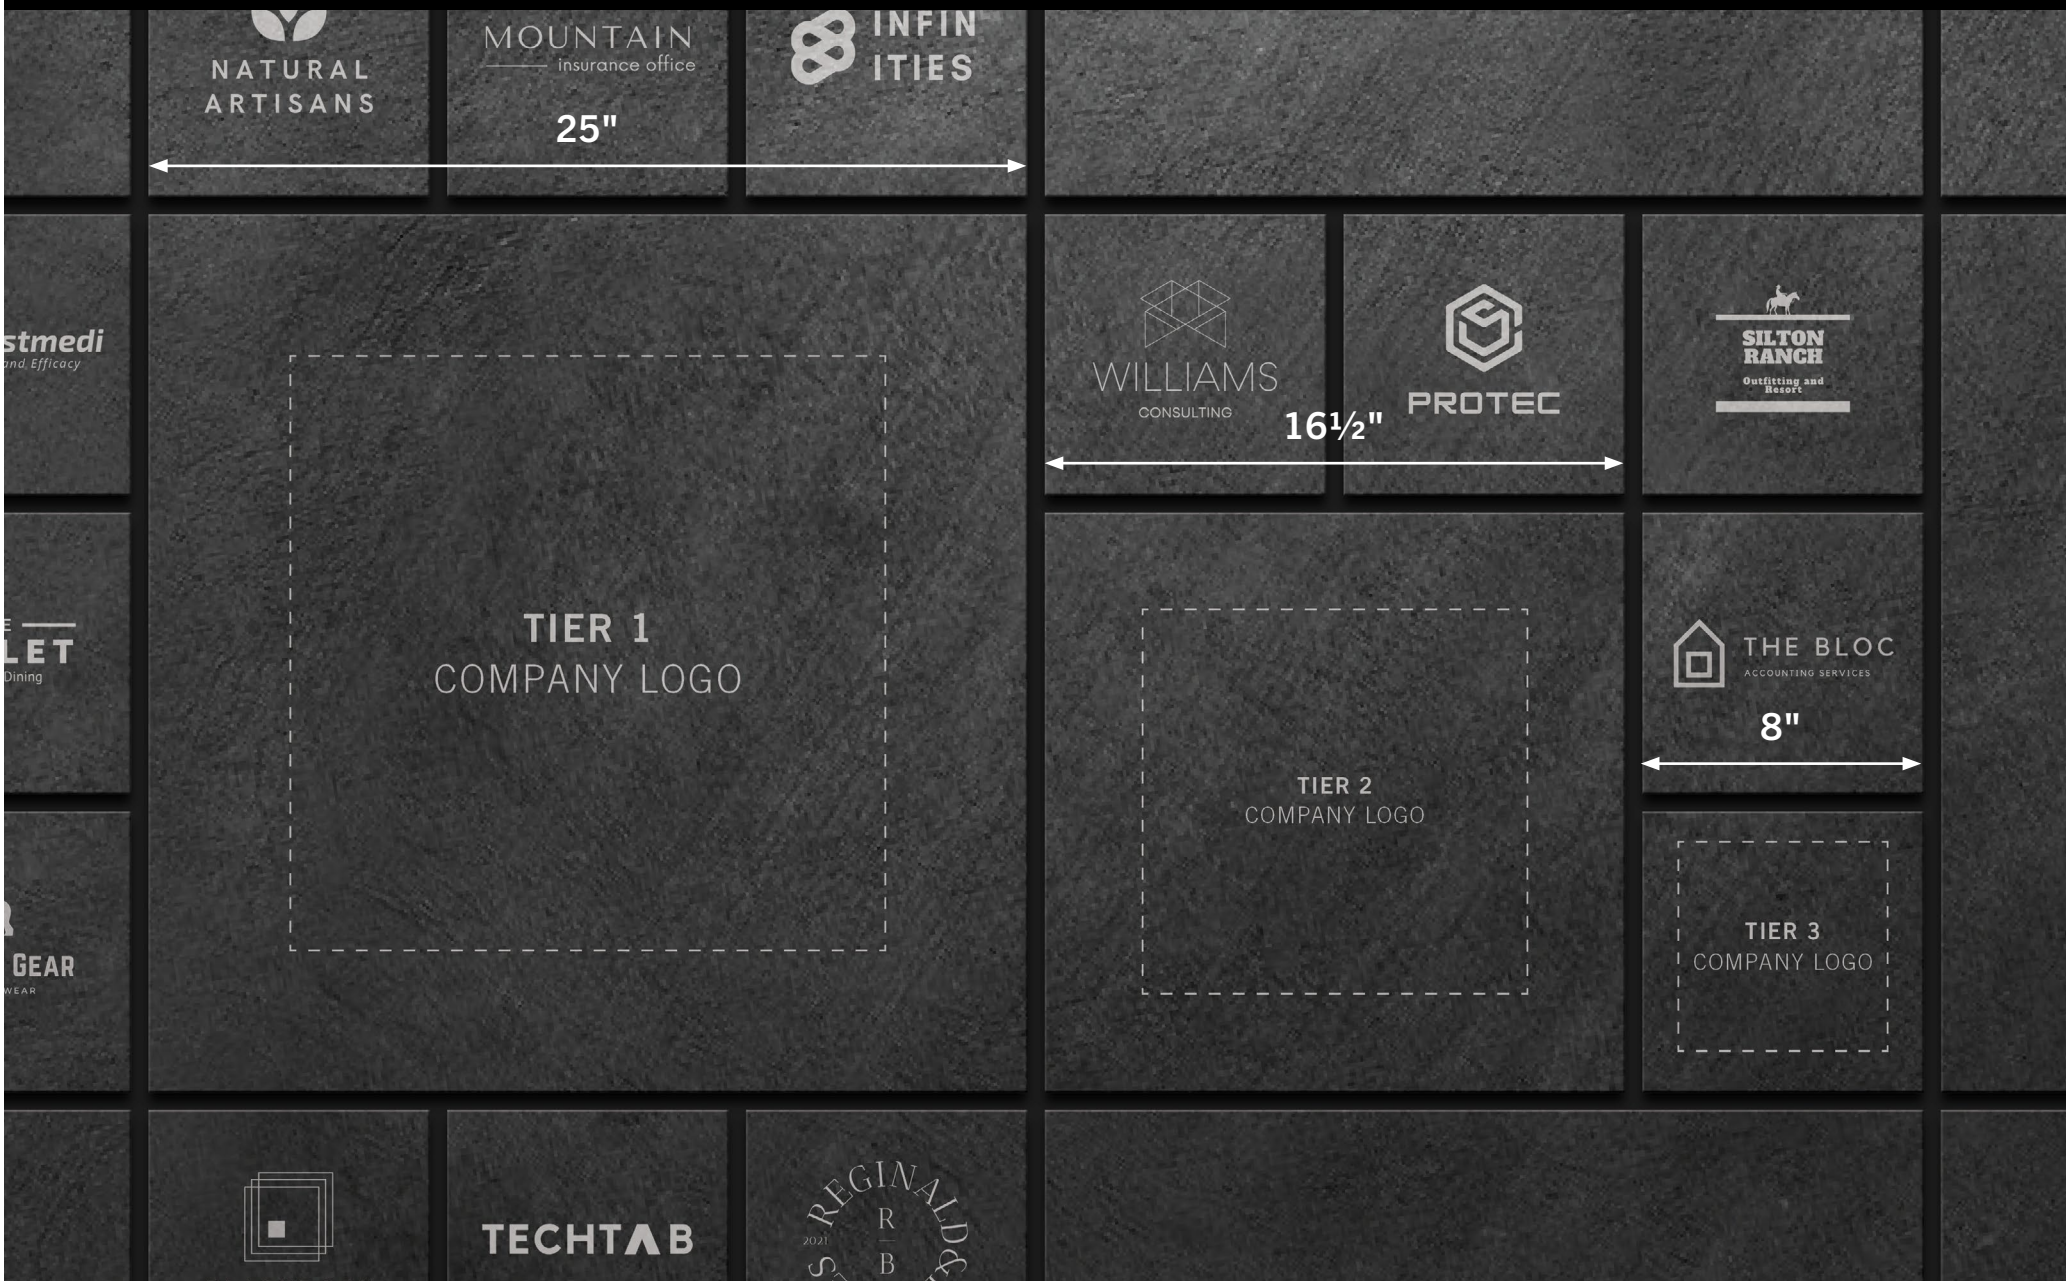 NATURAL
ARTISANS
MOUNTAIN
insurance office
INFIN
ITIES
25"
stmedi
and Efficacy
WILLIAMS
CONSULTING
PROTEC
16½"
SILTON
RANCH
Outfitting and
Resort
E
LET
Dining
TIER 1
COMPANY LOGO
THE BLOC
ACCOUNTING SERVICES
8"
TIER 2
COMPANY LOGO
TIER 3
COMPANY LOGO
GEAR
WEAR
TECHTAB
REGINALD &
2021
R
B
S